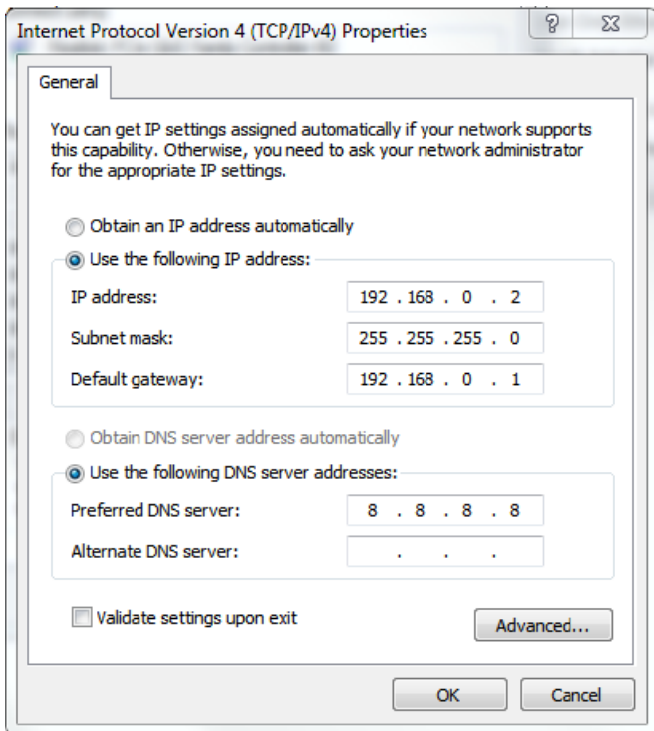 Internet Protocol Version 4 (TCP/IPv4) Properties
General
You can get IP settings assigned automatically if your network supports
this capability. Otherwise, you need to ask your network administrator
for the appropriate IP settings.
Obtain an IP address automatically
Use the following IP address:
IP address: 192 . 168 . 0 . 2
Subnet mask: 255 . 255 . 255 . 0
Default gateway: 192 . 168 . 0 . 1
Obtain DNS server address automatically
Use the following DNS server addresses:
Preferred DNS server: 8 . 8 . 8 . 8
Alternate DNS server: . . .
Validate settings upon exit
Advanced...
OK Cancel